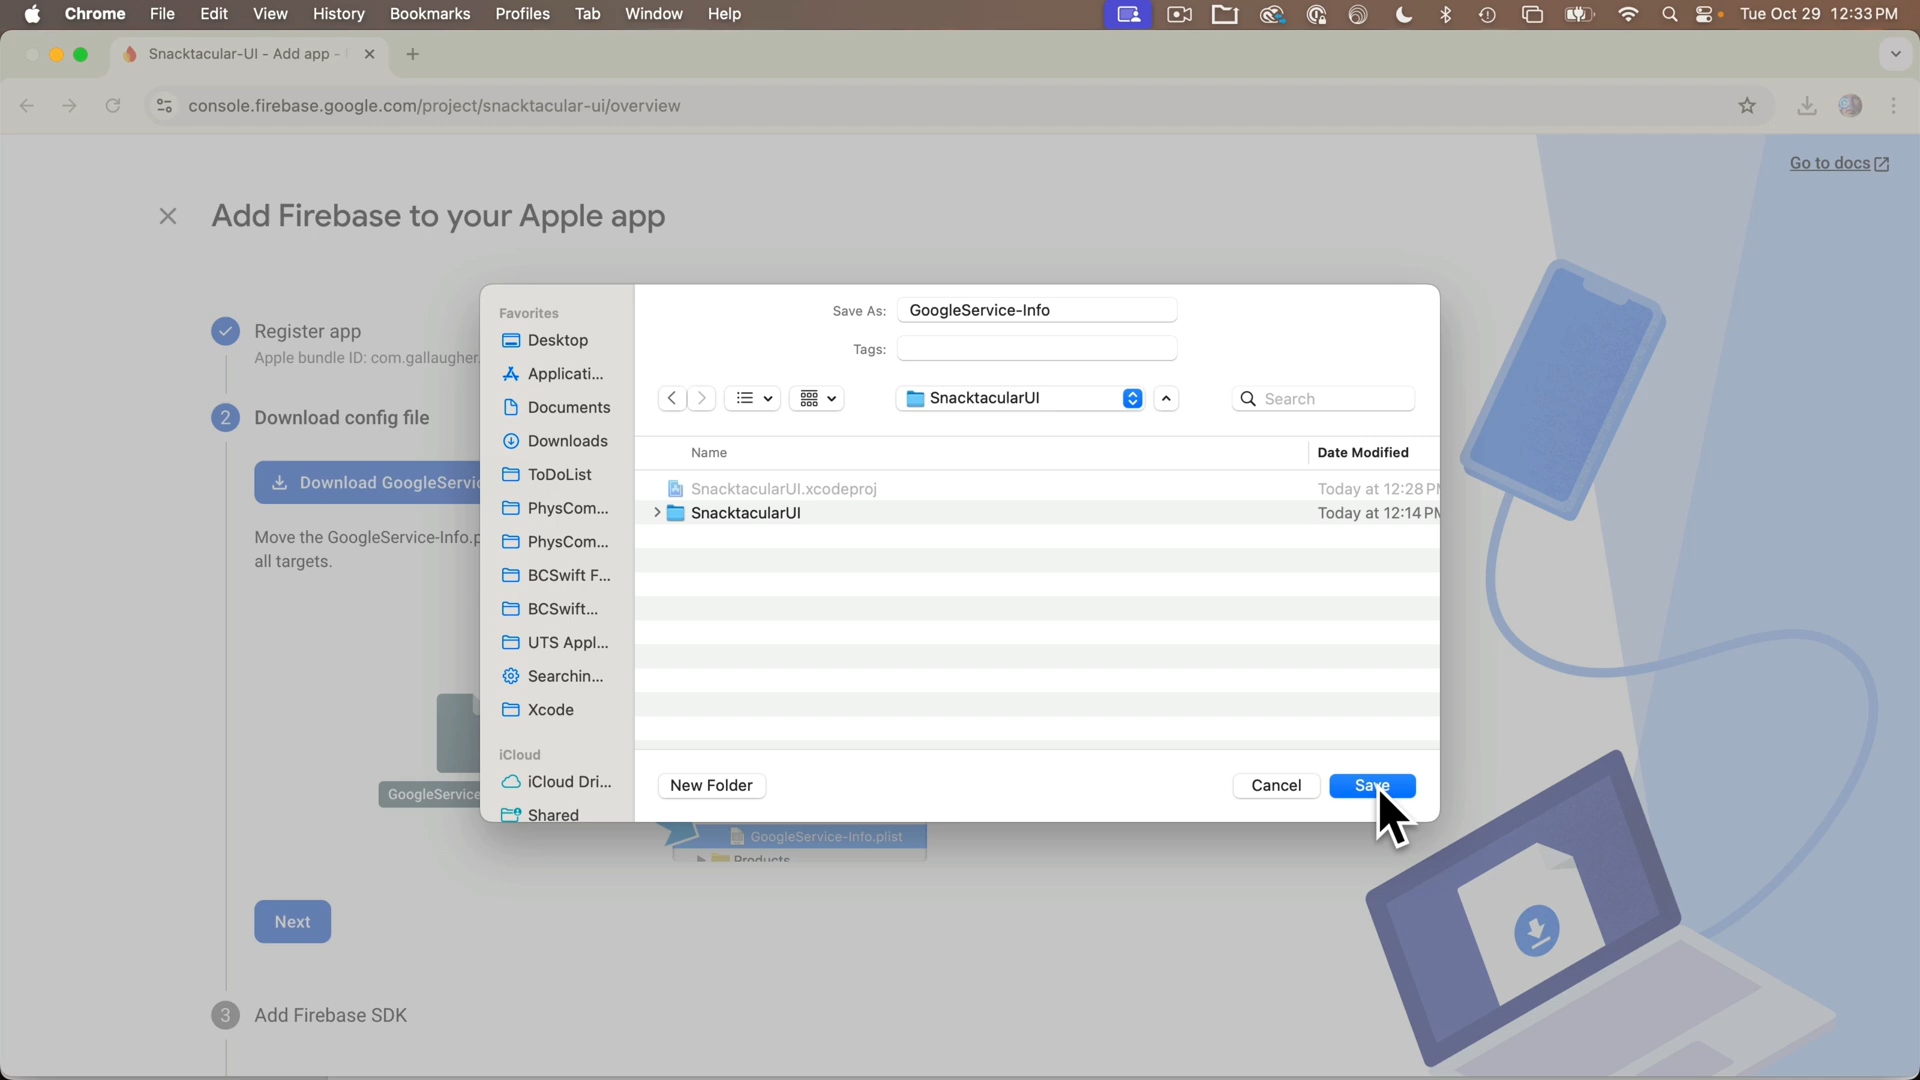 Chrome File Edit View History Bookmarks Profiles Tab Window Help Tue Oct 29 12:33 PM
Snacktacular-UI - Add app -
console.firebase.google.com/project/snacktacular-ui/overview
Go to docs
Add Firebase to your Apple app
Register app
Apple bundle ID: com.gallaugher.
2 Download config file
Download GoogleServic
Move the GoogleService-Info.p
all targets.
GoogleService
GoogleService-Info.plist
Products
Next
3 Add Firebase SDK
Favorites
Desktop
Applicati...
Documents
Downloads
ToDoList
PhysCom...
PhysCom...
BCSwift F...
BCSwift...
UTS Appl...
Searchin...
Xcode
iCloud
iCloud Dri...
Shared
Save As: GoogleService-Info
Tags:
SnacktacularUI
Search
Name Date Modified
SnacktacularUI.xcodeproj Today at 12:28 PM
SnacktacularUI Today at 12:14 PM
New Folder Cancel Save